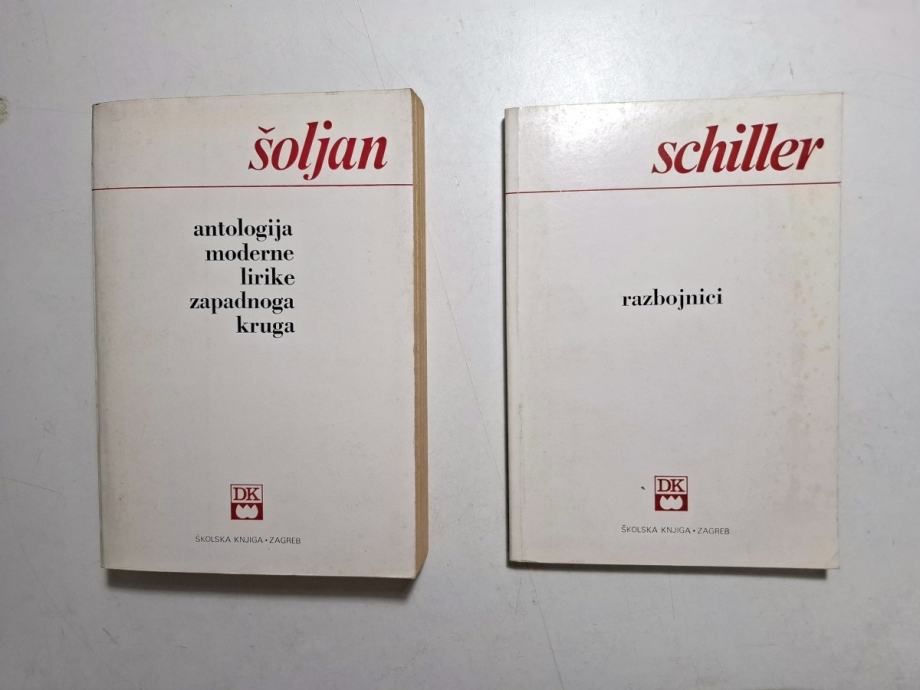 šoljan
antologija
moderne
lirike
zapadnoga
kruga
DK
ŠKOLSKA KNJIGA • ZAGREB
schiller
razbojnici
DK
ŠKOLSKA KNJIGA • ZAGREB